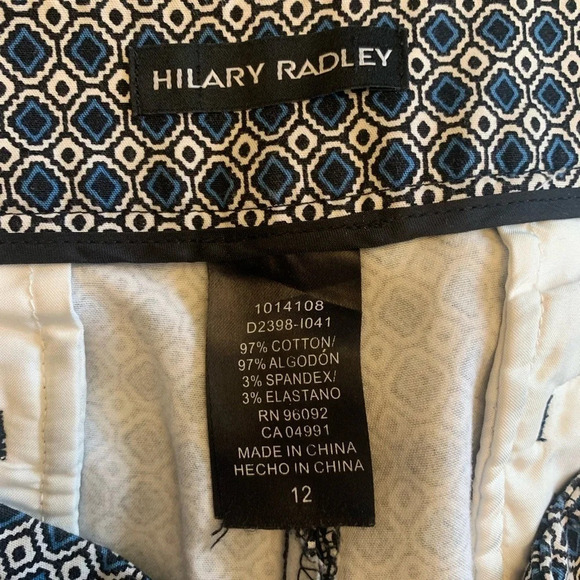 HILARY RADLEY
1014108
D2398-I041
97% COTTON/
97% ALGODÓN
3% SPANDEX/
3% ELASTANO
RN 96092
CA 04991
MADE IN CHINA
HECHO IN CHINA
12